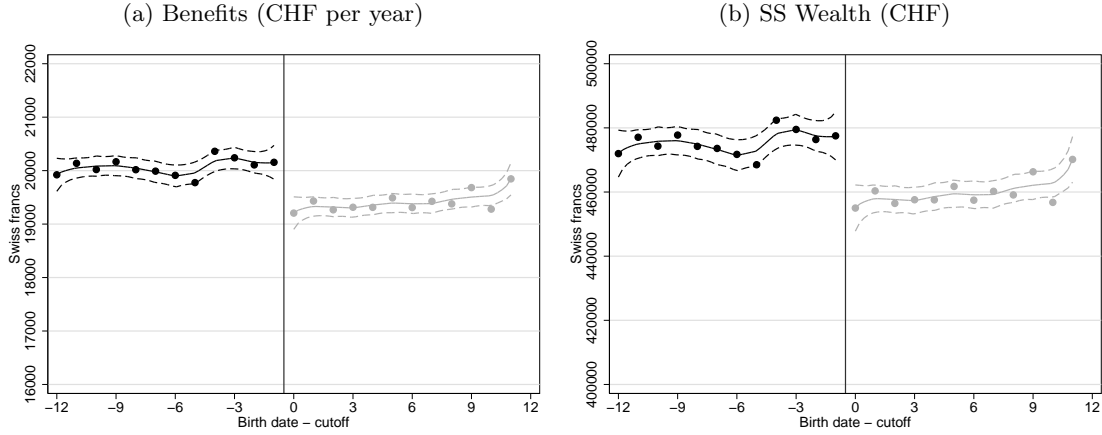 (a) Benefits (CHF per year)
Swiss francs
22000
21000
20000
19000
18000
17000
16000
−12 −9 −6 −3 0 3 6 9 12
Birth date − cutoff
(b) SS Wealth (CHF)
Swiss francs
500000
480000
460000
440000
420000
400000
−12 −9 −6 −3 0 3 6 9 12
Birth date − cutoff